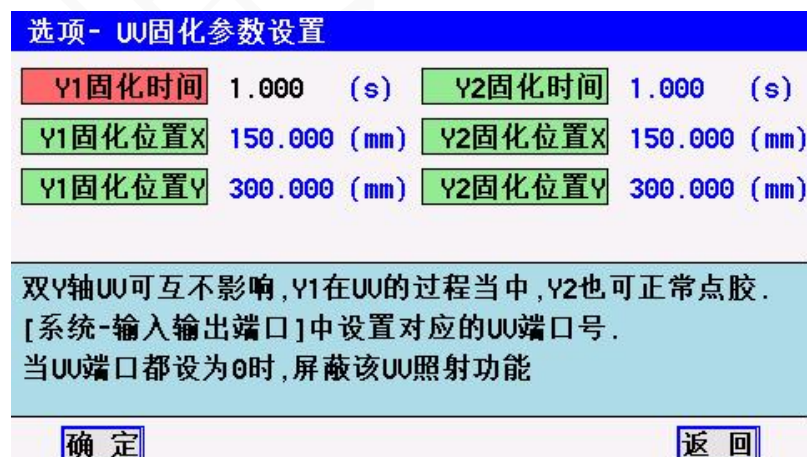 选项- UV固化参数设置
Y1固化时间 1.000 (s) Y2固化时间 1.000 (s)
Y1固化位置X 150.000 (mm) Y2固化位置X 150.000 (mm)
Y1固化位置Y 300.000 (mm) Y2固化位置Y 300.000 (mm)
双Y轴UV可互不影响,Y1在UV的过程当中,Y2也可正常点胶.
[系统-输入输出端口]中设置对应的UV端口号.
当UV端口都设为0时,屏蔽该UV照射功能
确 定 返 回